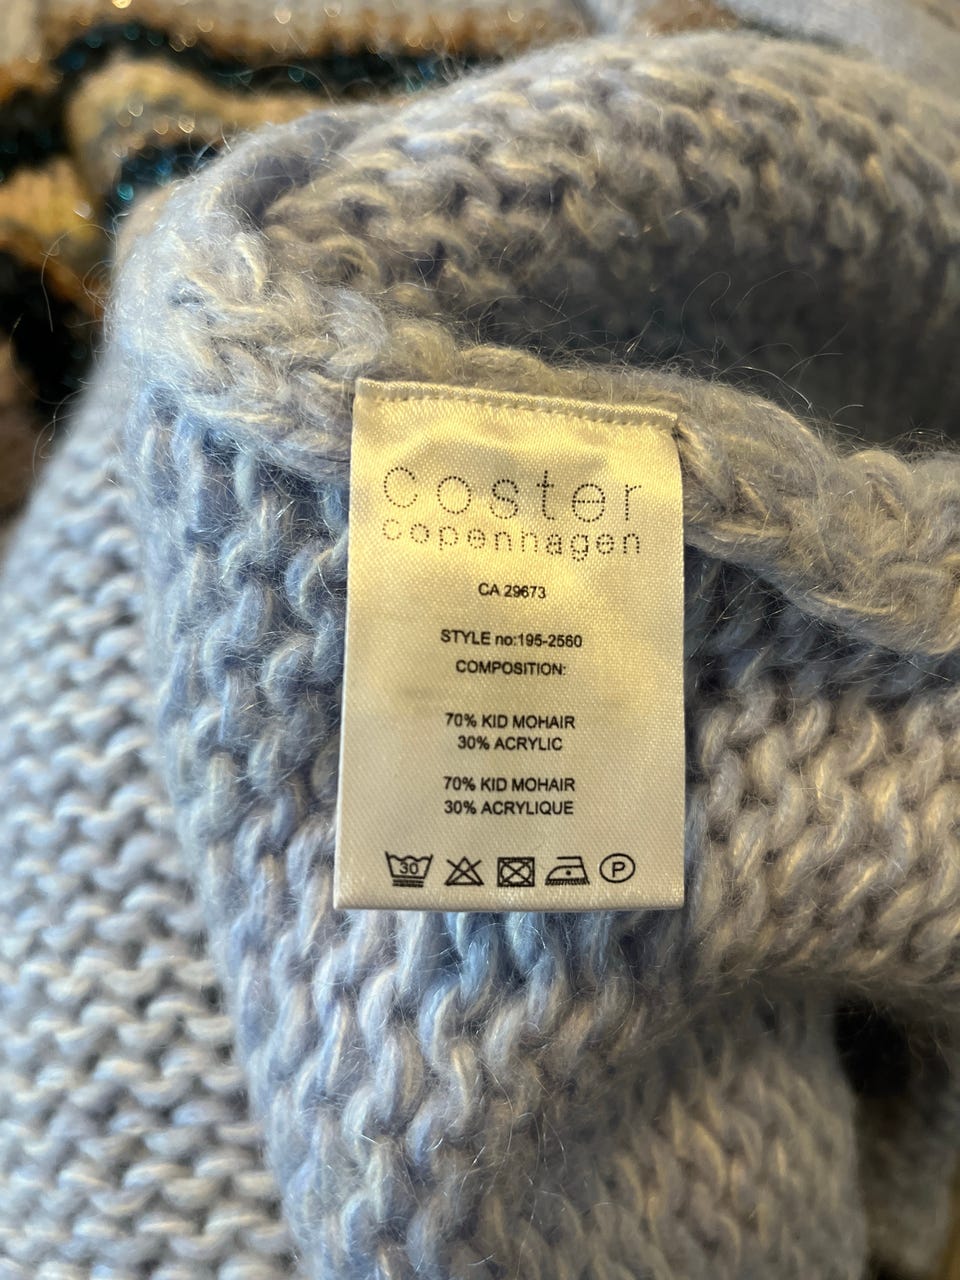 Coster
Copenhagen
CA 29673
STYLE no:195-2560
COMPOSITION:
70% KID MOHAIR
30% ACRYLIC
70% KID MOHAIR
30% ACRYLIQUE
30 P